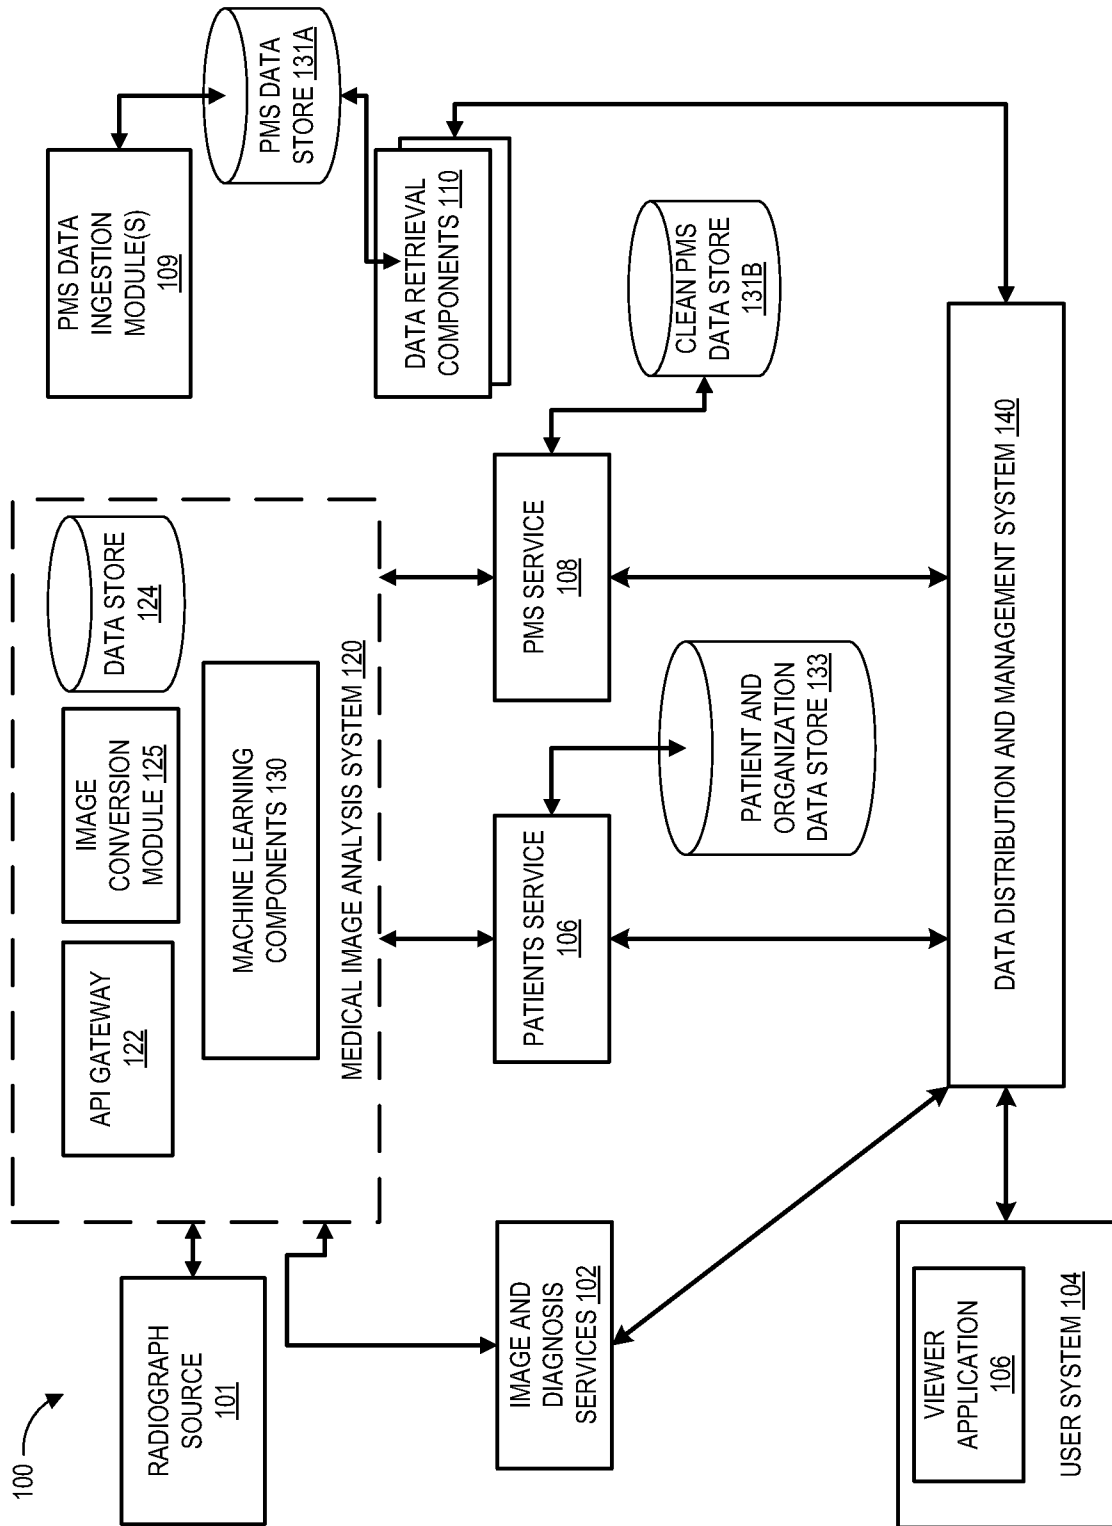 100
RADIOGRAPH
SOURCE
101
API GATEWAY
122
IMAGE
CONVERSION
MODULE 125
DATA STORE
124
MACHINE LEARNING
COMPONENTS 130
MEDICAL IMAGE ANALYSIS SYSTEM 120
PMS DATA
INGESTION
MODULE(S)
109
PMS DATA
STORE 131A
DATA RETRIEVAL
COMPONENTS 110
IMAGE AND
DIAGNOSIS
SERVICES 102
PATIENTS SERVICE
106
PMS SERVICE
108
PATIENT AND
ORGANIZATION
DATA STORE 133
CLEAN PMS
DATA STORE
131B
VIEWER
APPLICATION
106
USER SYSTEM 104
DATA DISTRIBUTION AND MANAGEMENT SYSTEM 140